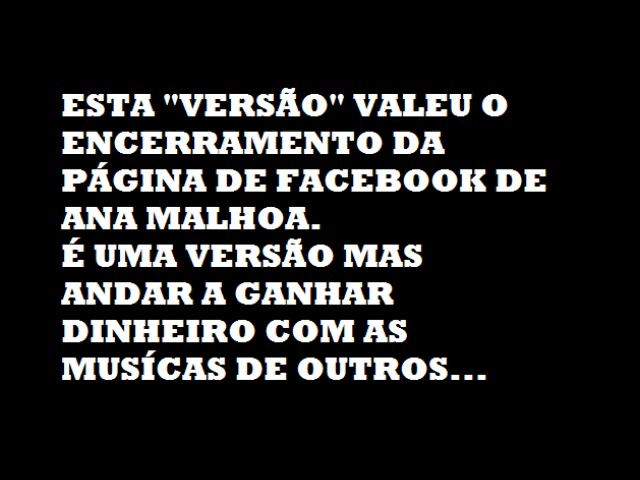 ESTA "VERSÃO" VALEU O
ENCERRAMENTO DA
PÁGINA DE FACEBOOK DE
ANA MALHOA.
É UMA VERSÃO MAS
ANDAR A GANHAR
DINHEIRO COM AS
MUSÍCAS DE OUTROS...